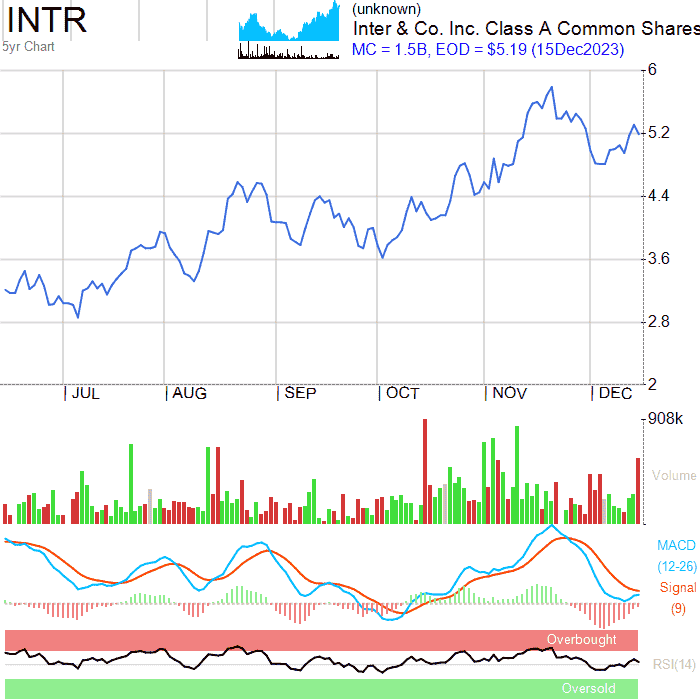 INTR
5yr Chart
(unknown)
Inter & Co. Inc. Class A Common Shares
MC = 1.5B, EOD = $5.19 (15Dec2023)
6
5.2
4.4
3.6
2.8
2
JUL AUG SEP OCT NOV DEC
908k
Volume
MACD
(12-26)
Signal
(9)
Overbought
RSI(14)
Oversold